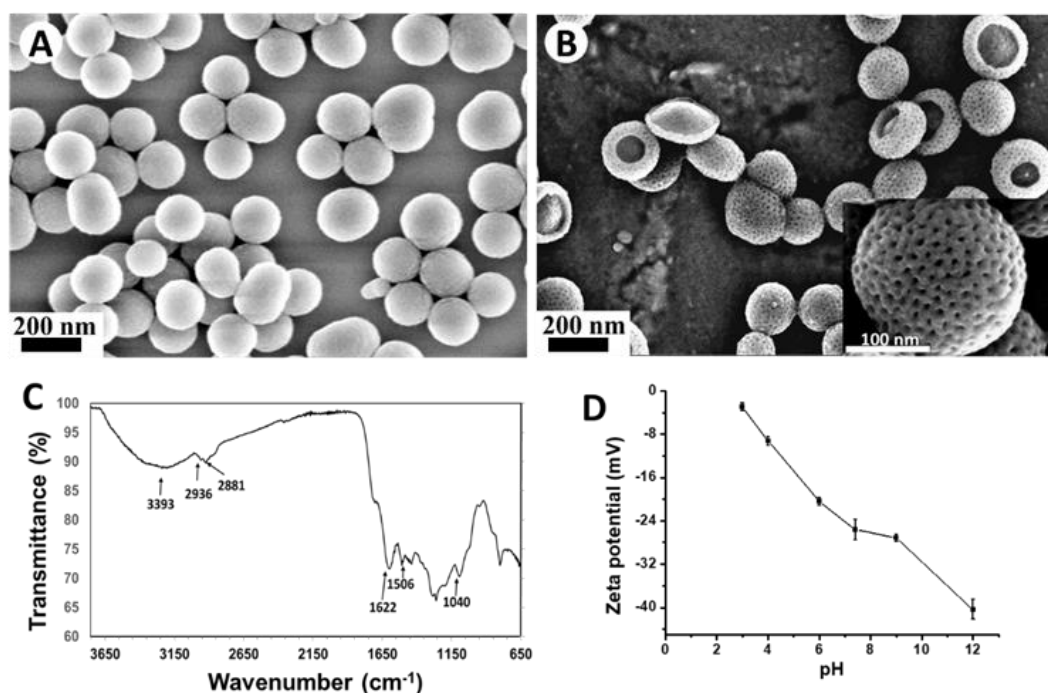 A
200 nm
B
200 nm
100 nm
C
100
95
90
85
80
75
70
65
60
Transmittance (%)
3393
2936
2881
1622
1506
1040
3650 3150 2650 2150 1650 1150 650
Wavenumber (cm-1)
D
0
-8
-16
-24
-32
-40
Zeta potential (mV)
0 2 4 6 8 10 12
pH